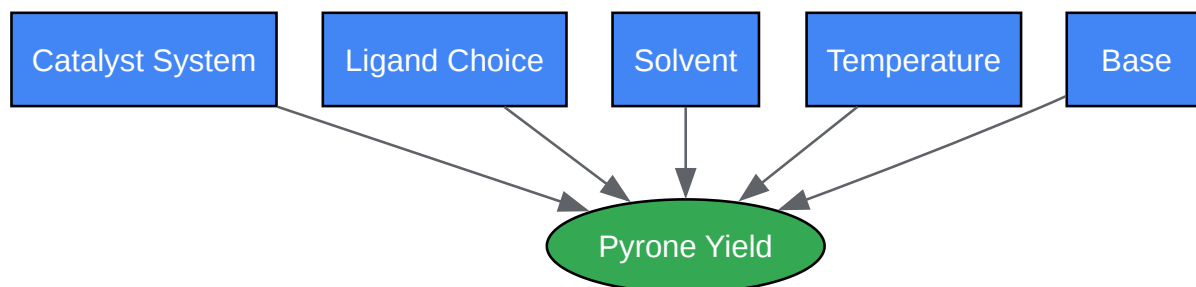 Catalyst System
Ligand Choice
Solvent
Temperature
Base
Pyrone Yield